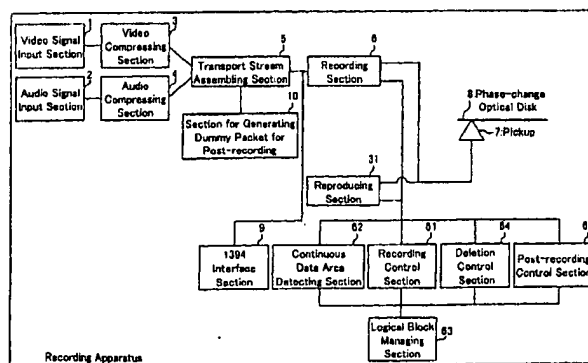 1
Video Signal
Input Section
3
Video
Compressing
Section
5
Transport Stream
Assembling Section
6
Recording
Section
2
Audio Signal
Input Section
4
Audio
Compressing
Section
10
Section for Generating
Dummy Packet for
Post-recording
8:Phase-change
Optical Disk
7:Pickup
31
Reproducing
Section
9
1394
Interface
Section
62
Continuous
Data Area
Detecting Section
61
Recording
Control
Section
64
Deletion
Control
Section
Post-recording
Control Section
Logical Block
Managing
Section
63
Recording Apparatus